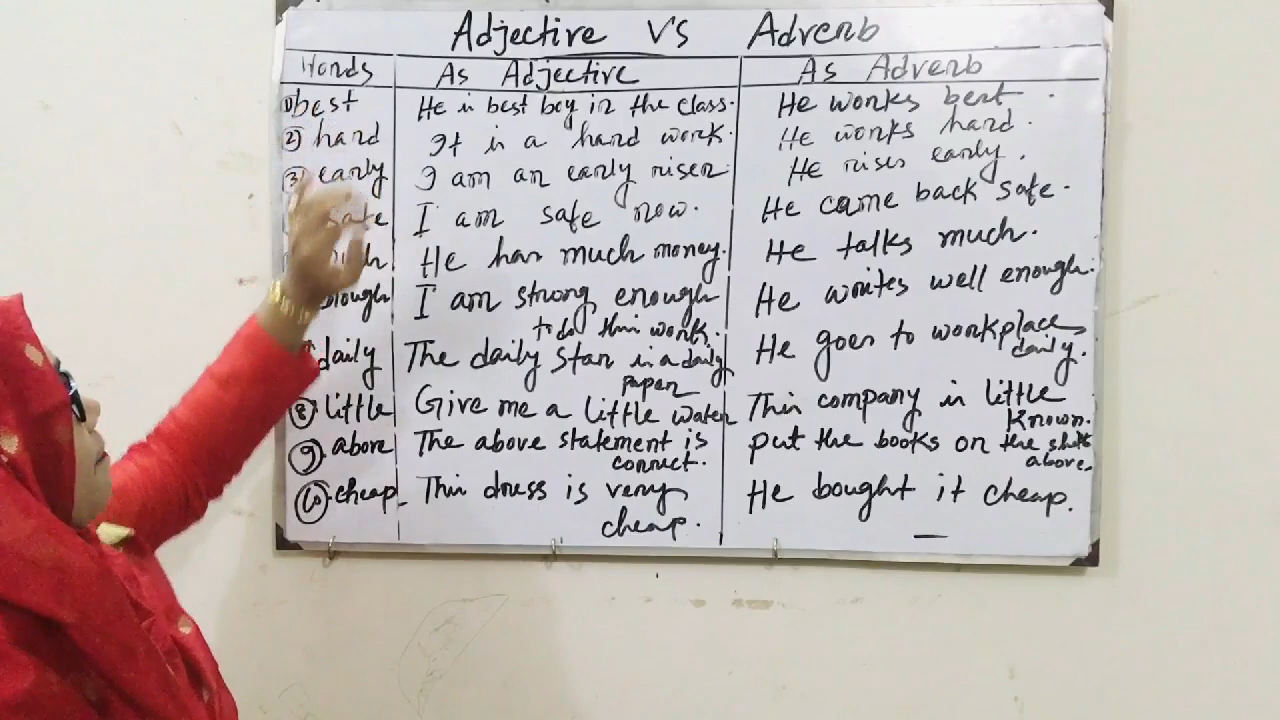 Adjective VS Adverb
Words As Adjective As Adverb
1) best He is best boy in the class. He works best.
2) hard It is a hard work. He works hard.
3) early I am an early riser. He rises early.
safe I am safe now. He came back safe.
He has much money. He talks much.
I am strong enough He writes well enough.
to do this work.
daily The daily Star is a daily He goes to workplace
paper daily.
8. little Give me a little water This company is little
known.
9. above The above statement is put the books on the
correct. above.
10. cheap This dress is very He bought it cheap.
cheap.